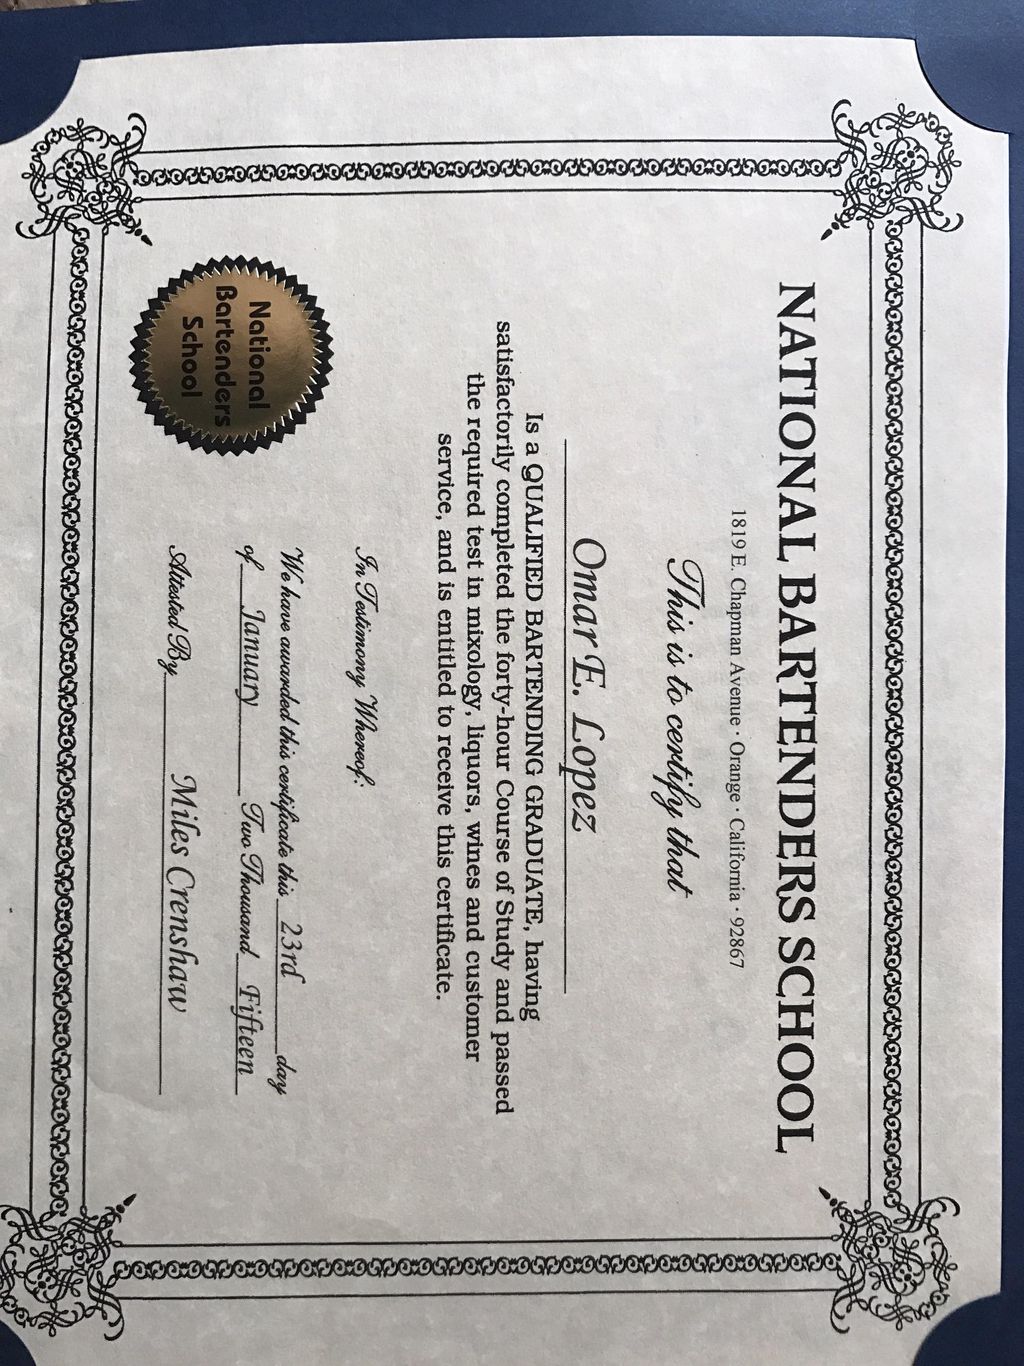 NATIONAL BARTENDERS SCHOOL
1819 E. Chapman Avenue · Orange · California · 92867
This is to certify that
Omar E. Lopez
Is a QUALIFIED BARTENDING GRADUATE, having
satisfactorily completed the forty-hour Course of Study and passed
the required test in mixology, liquors, wines and customer
service, and is entitled to receive this certificate.
In Testimony Whereof:
We have awarded this certificate this 23rd day
of January Two Thousand Fifteen
Attested By Miles Crenshaw
National
Bartenders
School